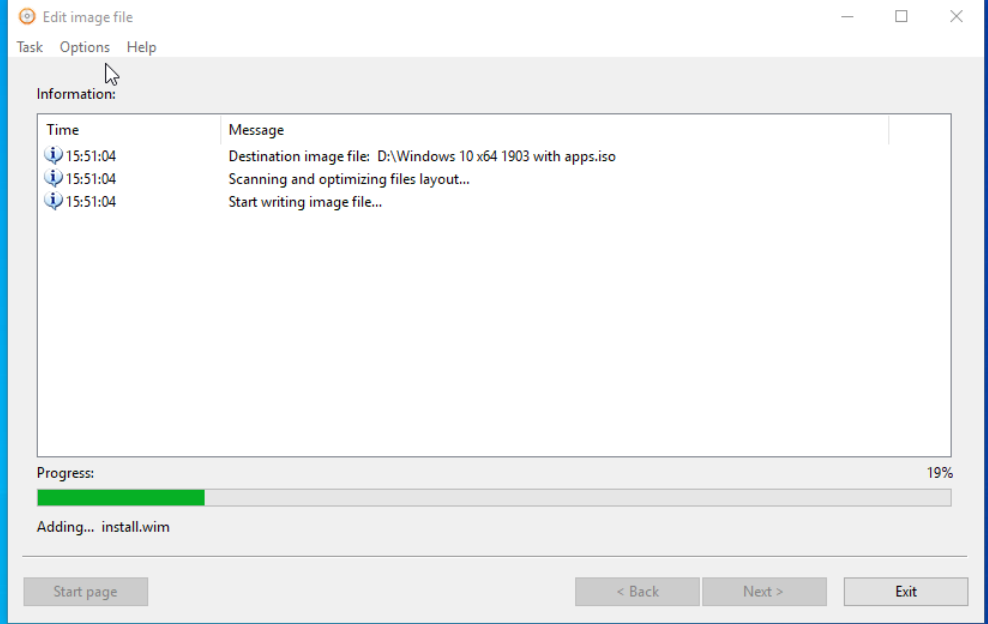 Edit image file
Task Options Help
Information:
Time Message
15:51:04 Destination image file: D:\Windows 10 x64 1903 with apps.iso
15:51:04 Scanning and optimizing files layout...
15:51:04 Start writing image file...
Progress: 19%
Adding... install.wim
Start page < Back Next > Exit